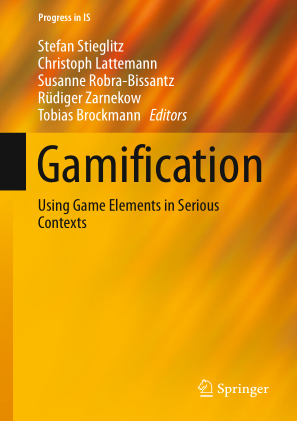 Progress in IS
Stefan Stieglitz
Christoph Lattemann
Susanne Robra-Bissantz
Rüdiger Zarnekow
Tobias Brockmann Editors
Gamification
Using Game Elements in Serious
Contexts
Springer